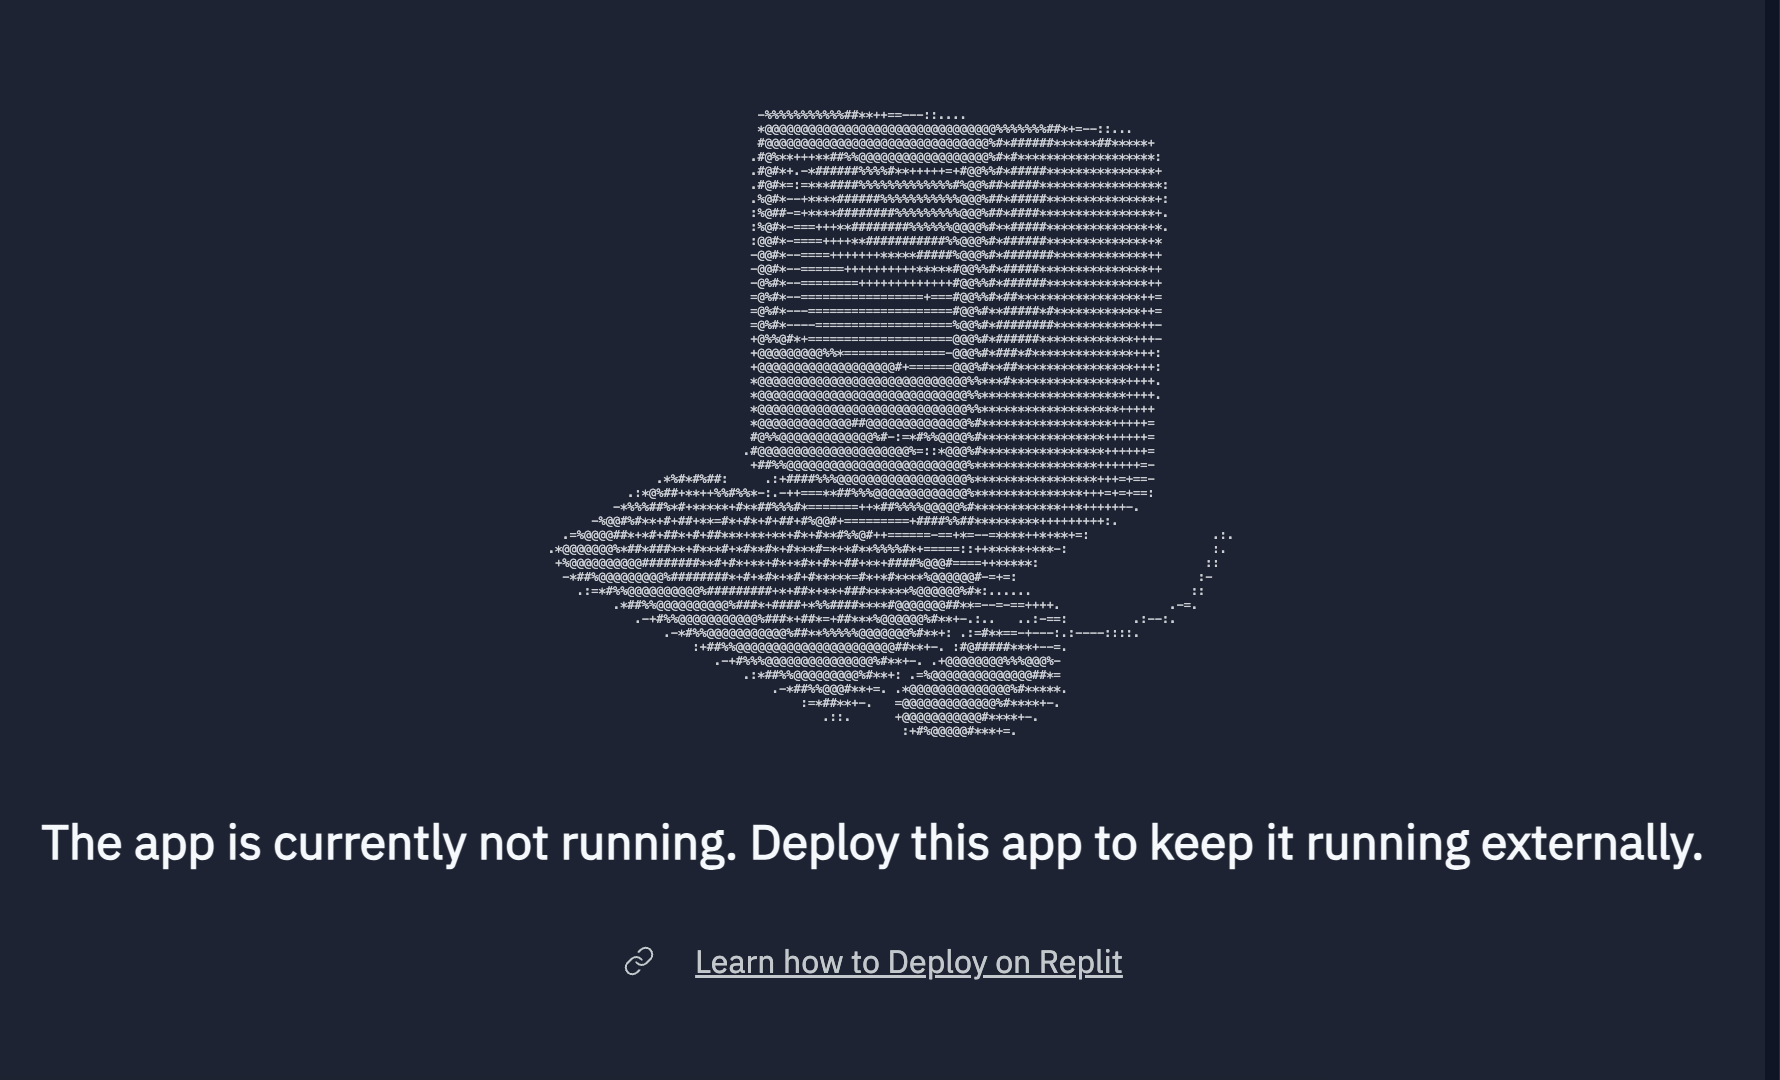 The app is currently not running. Deploy this app to keep it running externally.
Learn how to Deploy on Replit